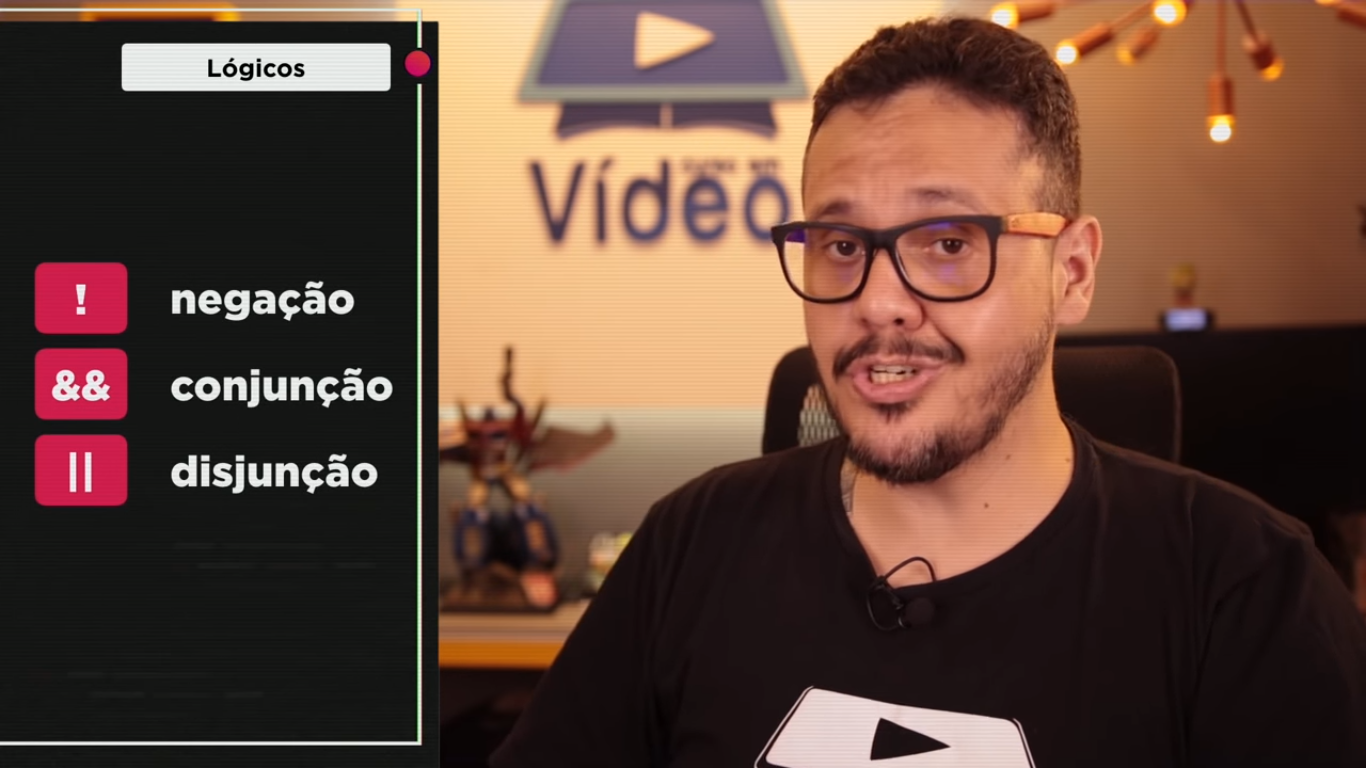 Lógicos
! negação
&& conjunção
|| disjunção
Vídeo